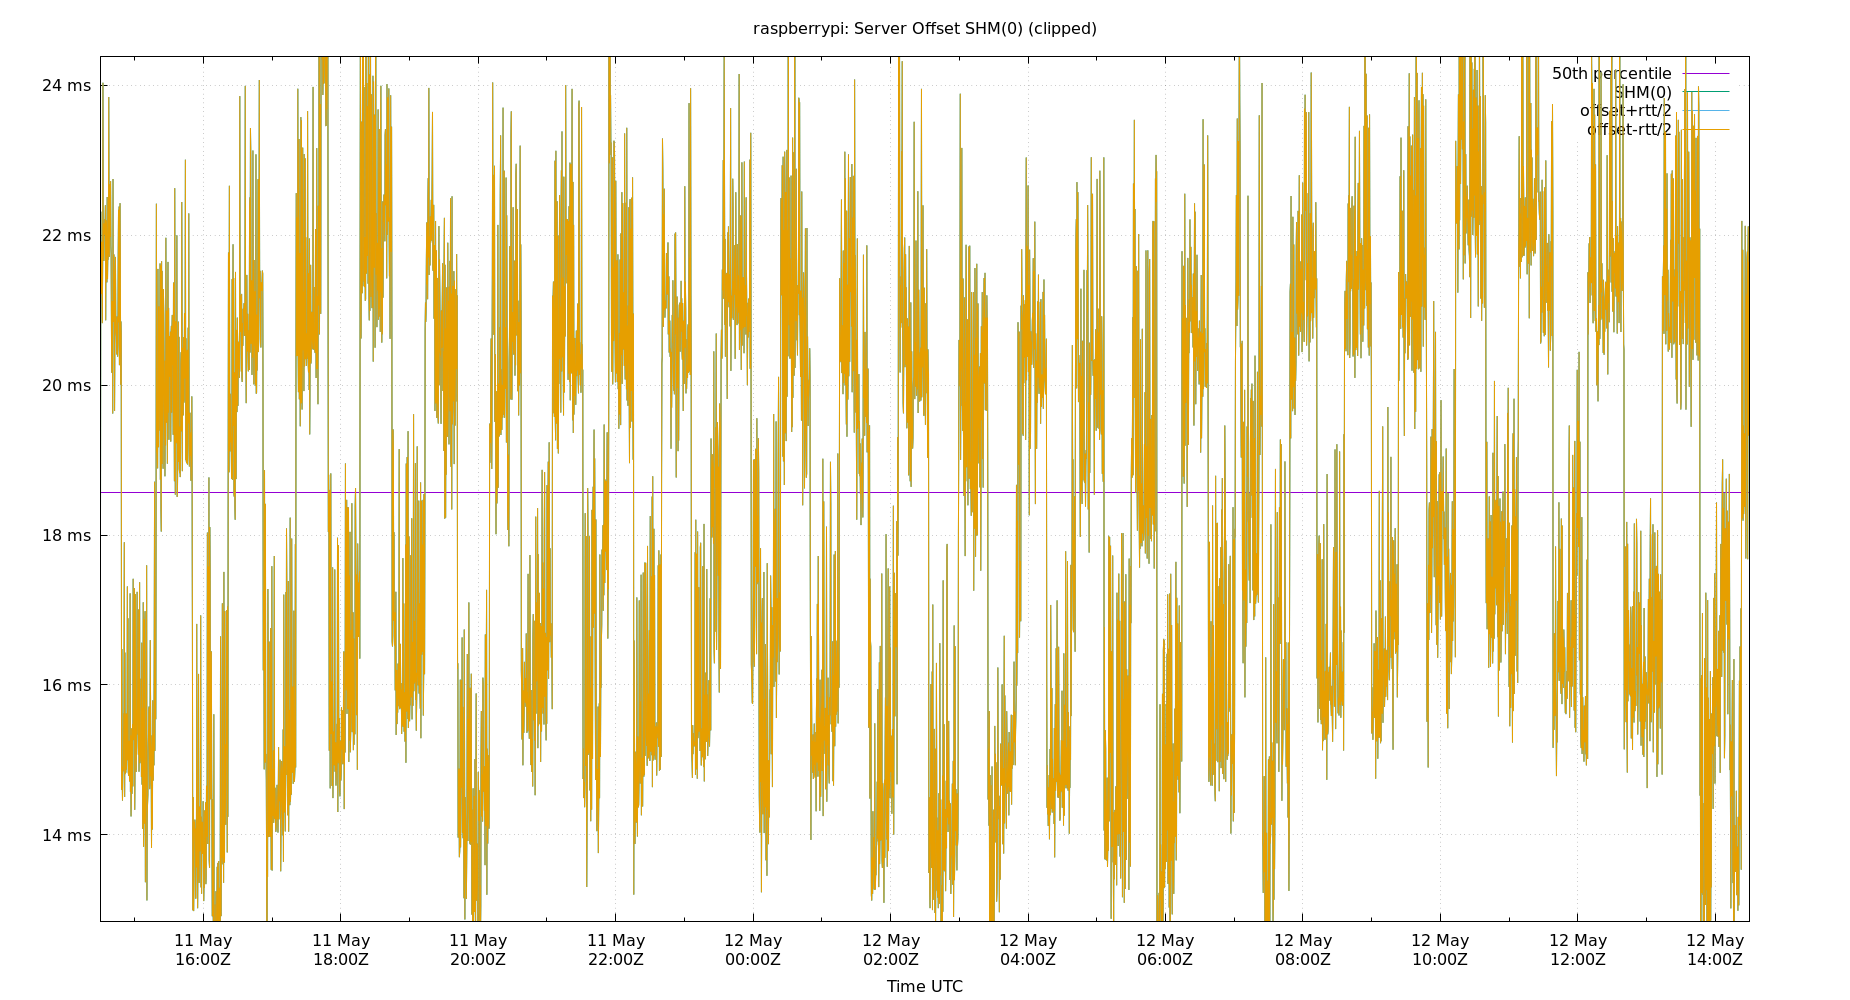 raspberrypi: Server Offset SHM(0) (clipped)
24 ms
22 ms
20 ms
18 ms
16 ms
14 ms
50th percentile
SHM(0)
offset+rtt/2
offset-rtt/2
11 May 11 May 11 May 11 May 12 May 12 May 12 May 12 May 12 May 12 May 12 May 12 May
16:00Z 18:00Z 20:00Z 22:00Z 00:00Z 02:00Z 04:00Z 06:00Z 08:00Z 10:00Z 12:00Z 14:00Z
Time UTC